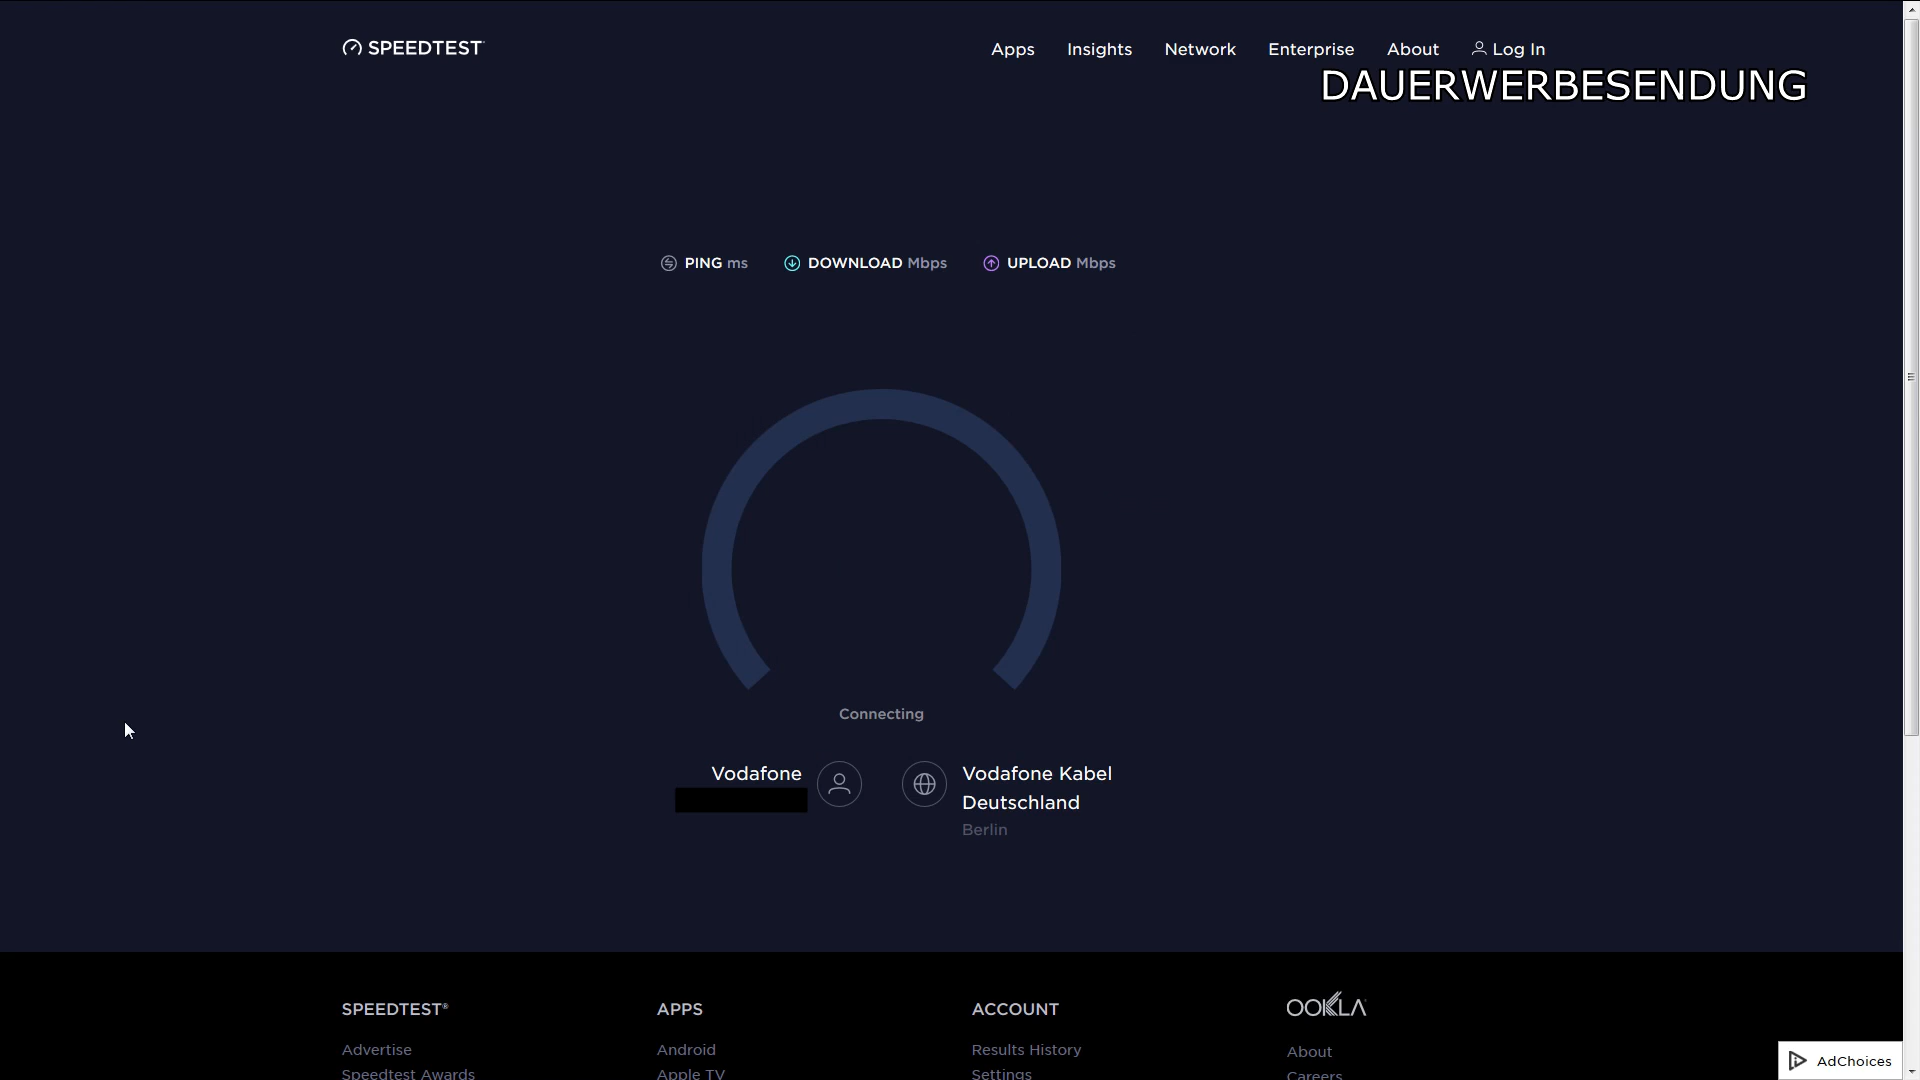 SPEEDTEST
Apps Insights Network Enterprise About Log In
DAUERWERBESENDUNG
PING ms DOWNLOAD Mbps UPLOAD Mbps
Connecting
Vodafone
Vodafone Kabel
Deutschland
Berlin
SPEEDTEST®
Advertise
Speedtest Awards
APPS
Android
Apple TV
ACCOUNT
Results History
Settings
OOKLA
About
Careers
AdChoices